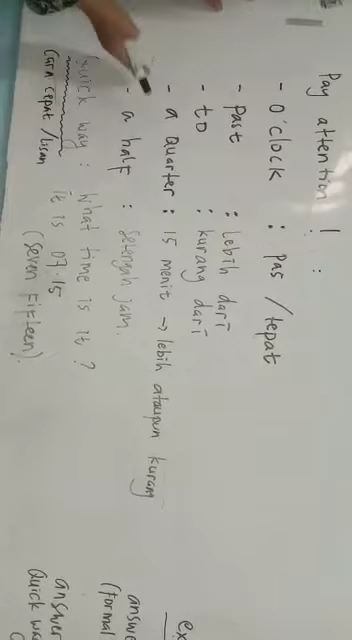 Pay attention ! :
- o'clock : pas / tepat
- past : lebih dari
- to : kurang dari
- a quarter : 15 menit → lebih ataupun kurang
- a half : setengah jam.
Quick way : What time is it ?
Cara cepat / lisan it is 07.15
(seven fifteen).
ex
answe
(formal
answer
Quick wa